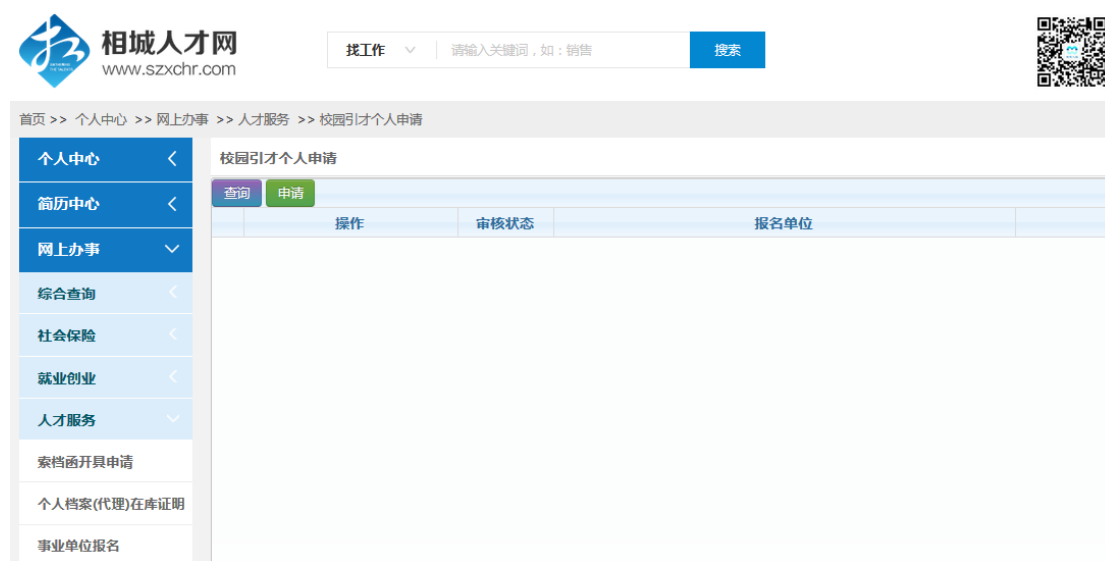 相城人才网
www.szxchr.com
找工作
请输入关键词，如：销售
搜索
首页 >> 个人中心 >> 网上办事 >> 人才服务 >> 校园引才个人申请
个人中心
简历中心
网上办事
综合查询
社会保险
就业创业
人才服务
索档函开具申请
个人档案(代理)在库证明
事业单位报名
校园引才个人申请
查询 申请
操作 审核状态 报名单位